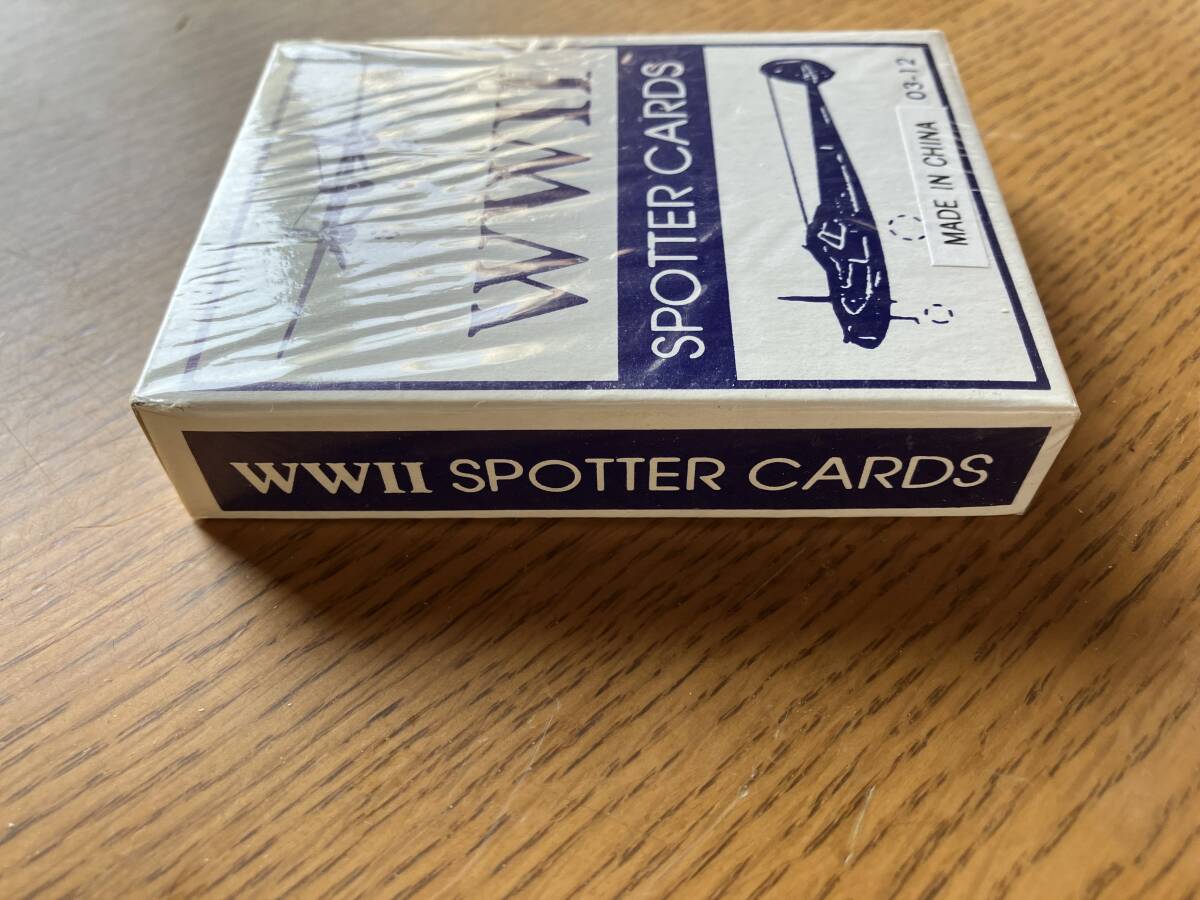 WWII
SPOTTER CARDS
MADE IN CHINA
03-12
WWII SPOTTER CARDS